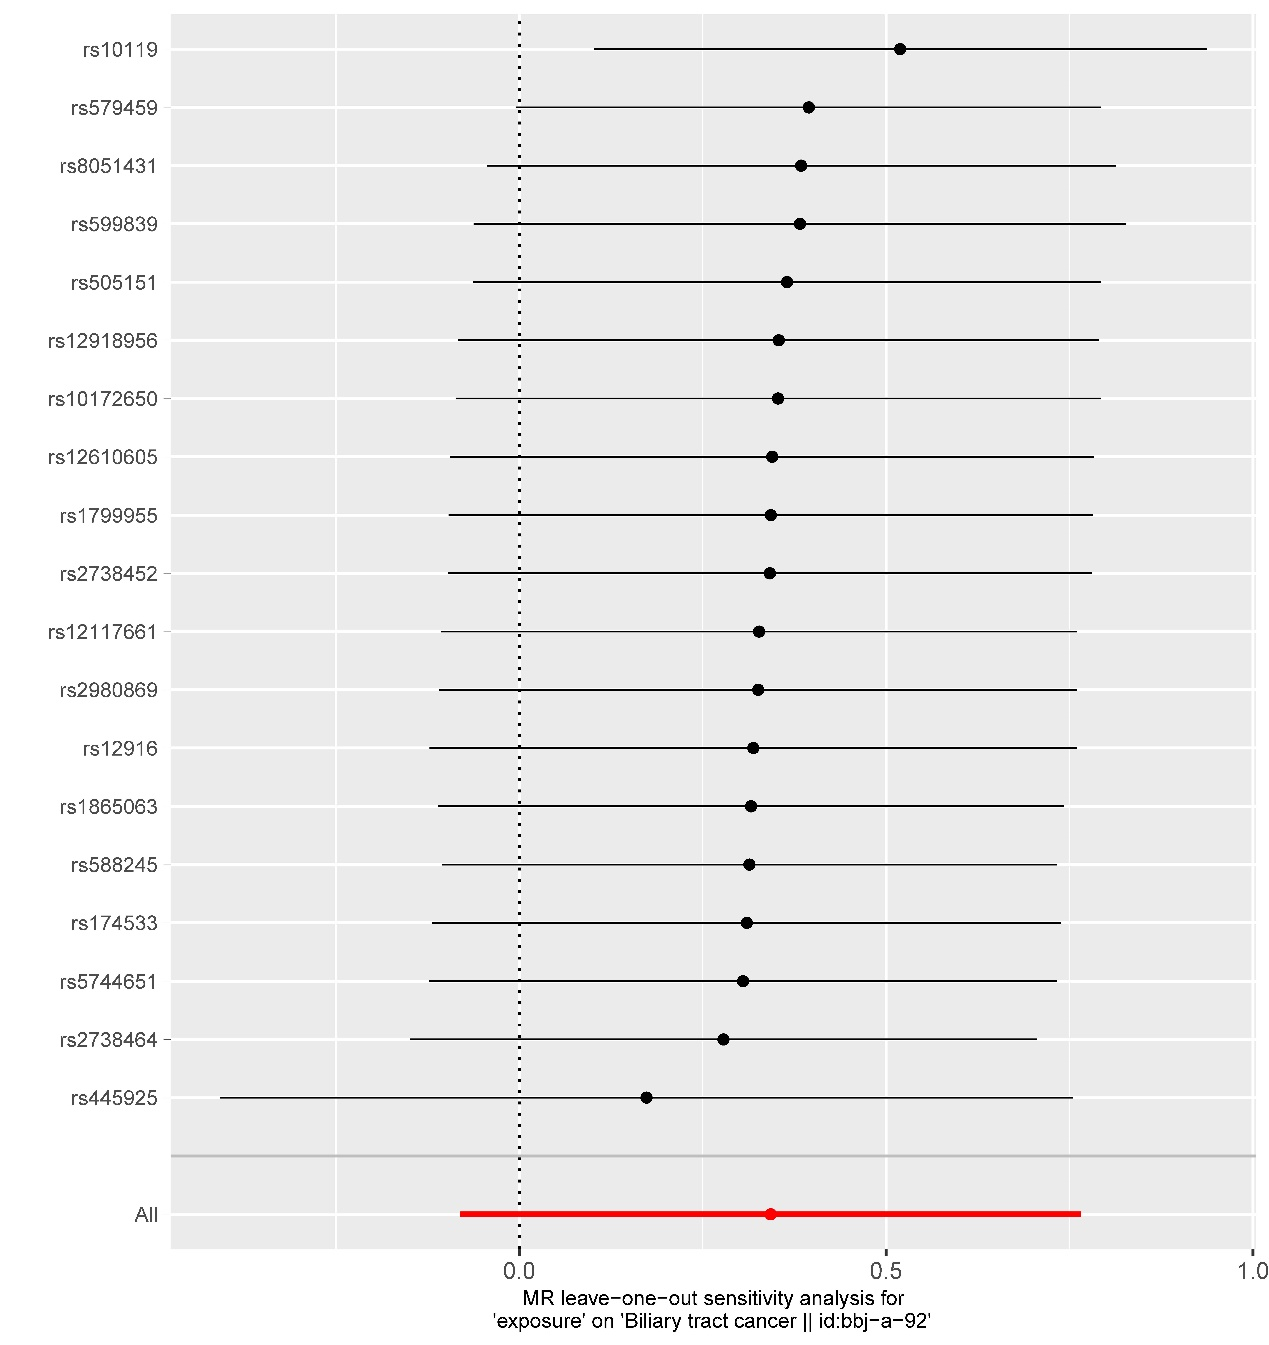 rs10119
rs579459
rs8051431
rs599839
rs505151
rs12918956
rs10172650
rs12610605
rs1799955
rs2738452
rs12117661
rs2980869
rs12916
rs1865063
rs588245
rs174533
rs5744651
rs2738464
rs445925
All
0.0 0.5 1.0
MR leave−one−out sensitivity analysis for
'exposure' on 'Biliary tract cancer || id:bbj−a−92'